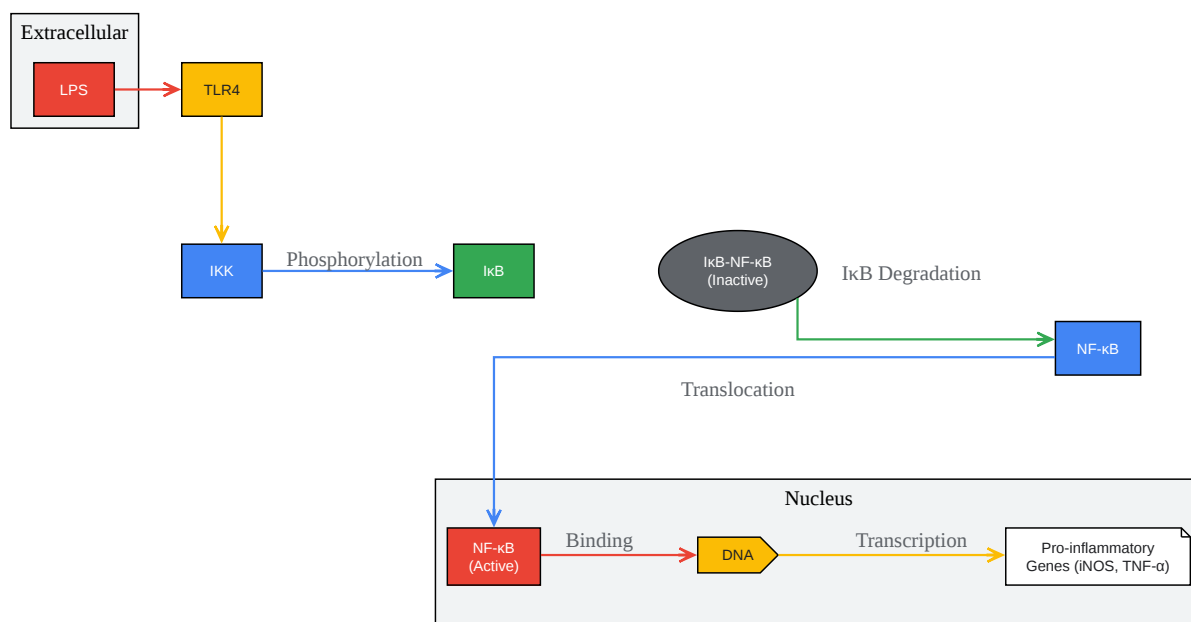 Extracellular
LPS
TLR4
IKK
Phosphorylation
IκB
IκB-NF-κB
(Inactive)
IκB Degradation
NF-κB
Translocation
Nucleus
NF-κB
(Active)
Binding
DNA
Transcription
Pro-inflammatory
Genes (iNOS, TNF-α)